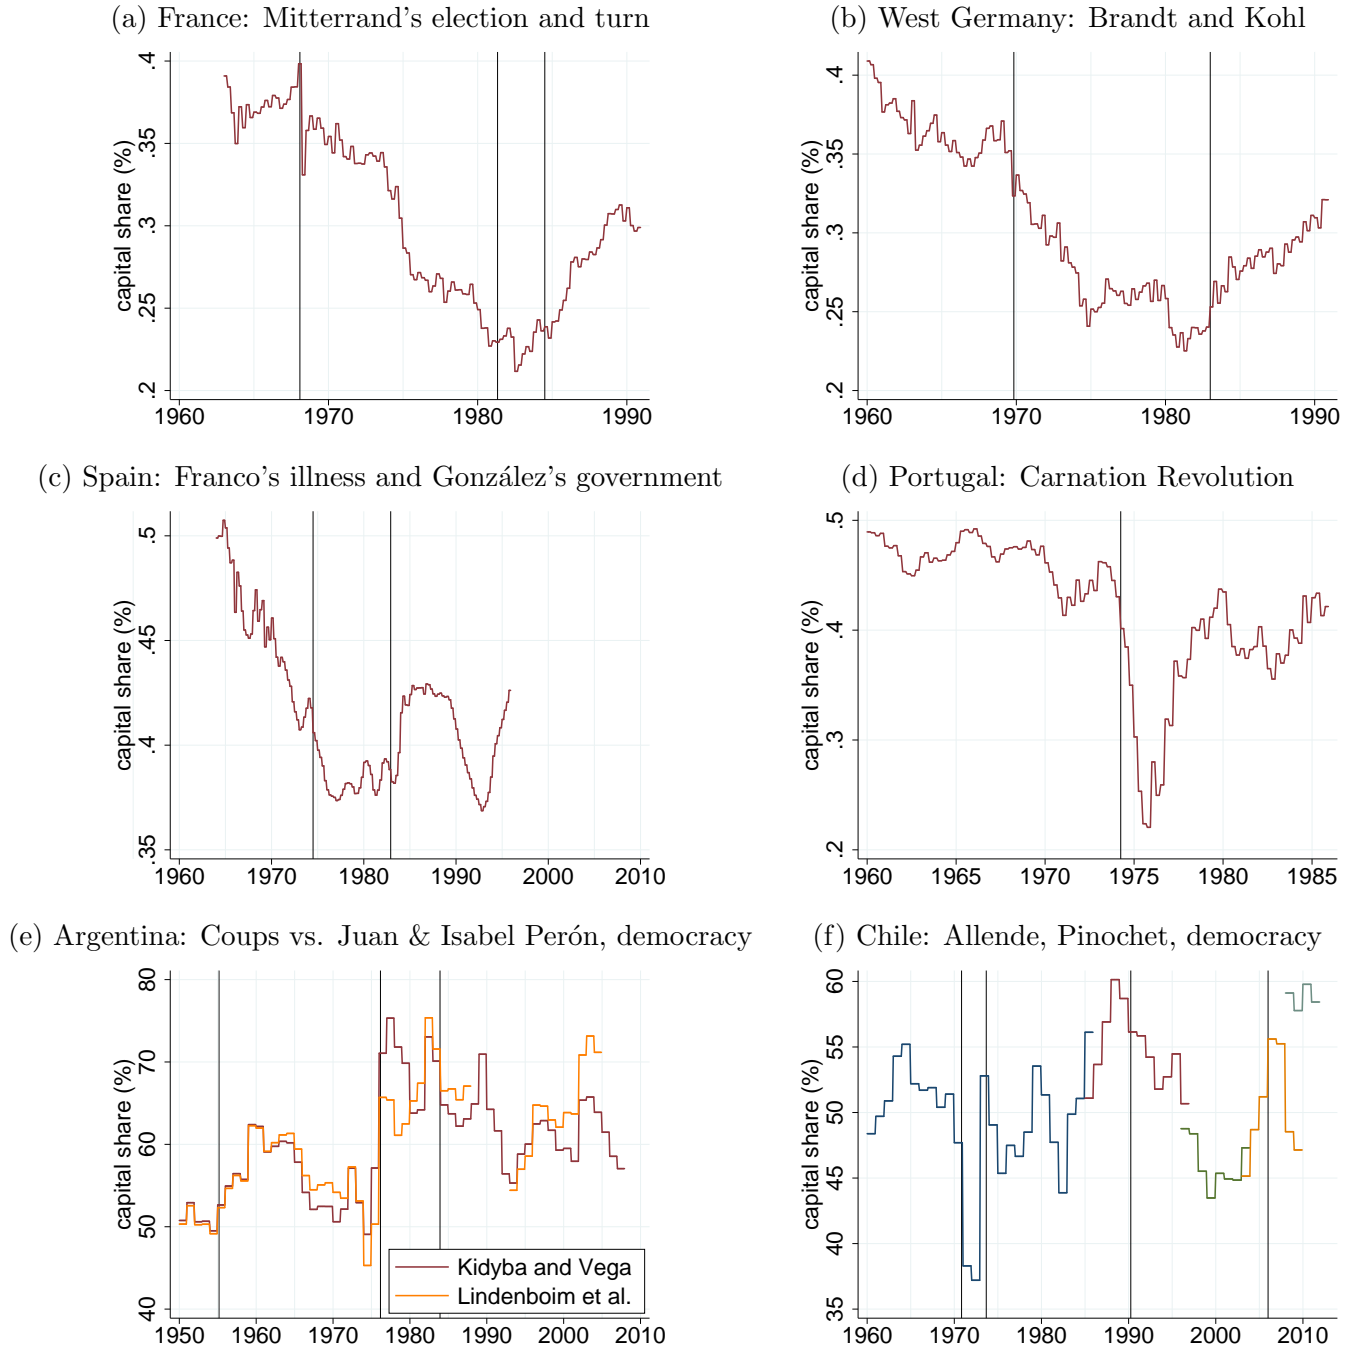 (a) France: Mitterrand's election and turn
(b) West Germany: Brandt and Kohl
capital share (%)
.4
.35
.3
.25
.2
1960 1970 1980 1990
capital share (%)
.4
.35
.3
.25
.2
1960 1970 1980 1990
(c) Spain: Franco's illness and González's government
(d) Portugal: Carnation Revolution
capital share (%)
.5
.45
.4
.35
1960 1970 1980 1990 2000 2010
capital share (%)
.5
.4
.3
.2
1960 1965 1970 1975 1980 1985
(e) Argentina: Coups vs. Juan & Isabel Perón, democracy
(f) Chile: Allende, Pinochet, democracy
capital share (%)
80
70
60
50
40
Kidyba and Vega
Lindenboim et al.
1950 1960 1970 1980 1990 2000 2010
capital share (%)
60
55
50
45
40
35
1960 1970 1980 1990 2000 2010